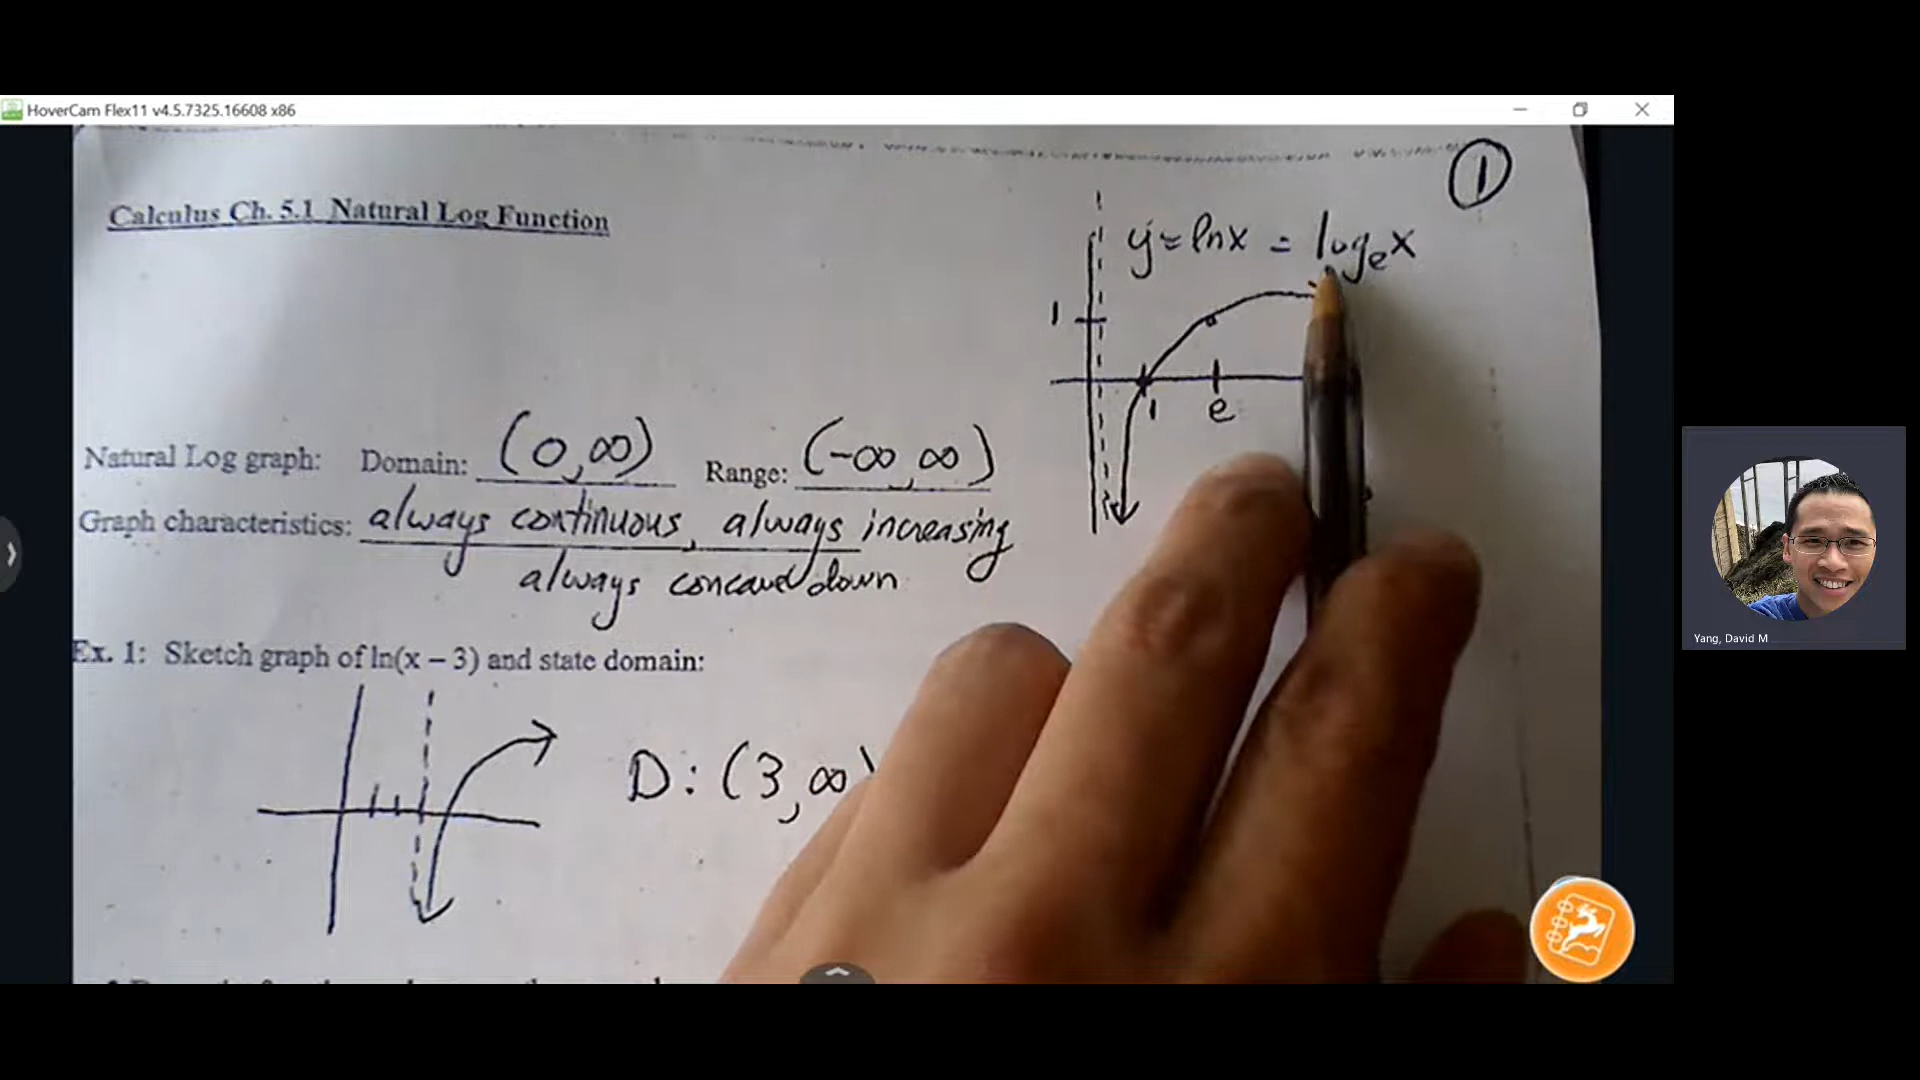 HoverCam Flex11 v4.5.7325.16608 x86
1
Calculus Ch. 5.1 Natural Log Function
y = lnx = logex
1
1 e
Natural Log graph: Domain: (0, ∞) Range: (-∞, ∞)
Graph characteristics: always continuous, always increasing
always concave down
Ex. 1: Sketch graph of ln(x – 3) and state domain:
D: (3, ∞)
Yang, David M